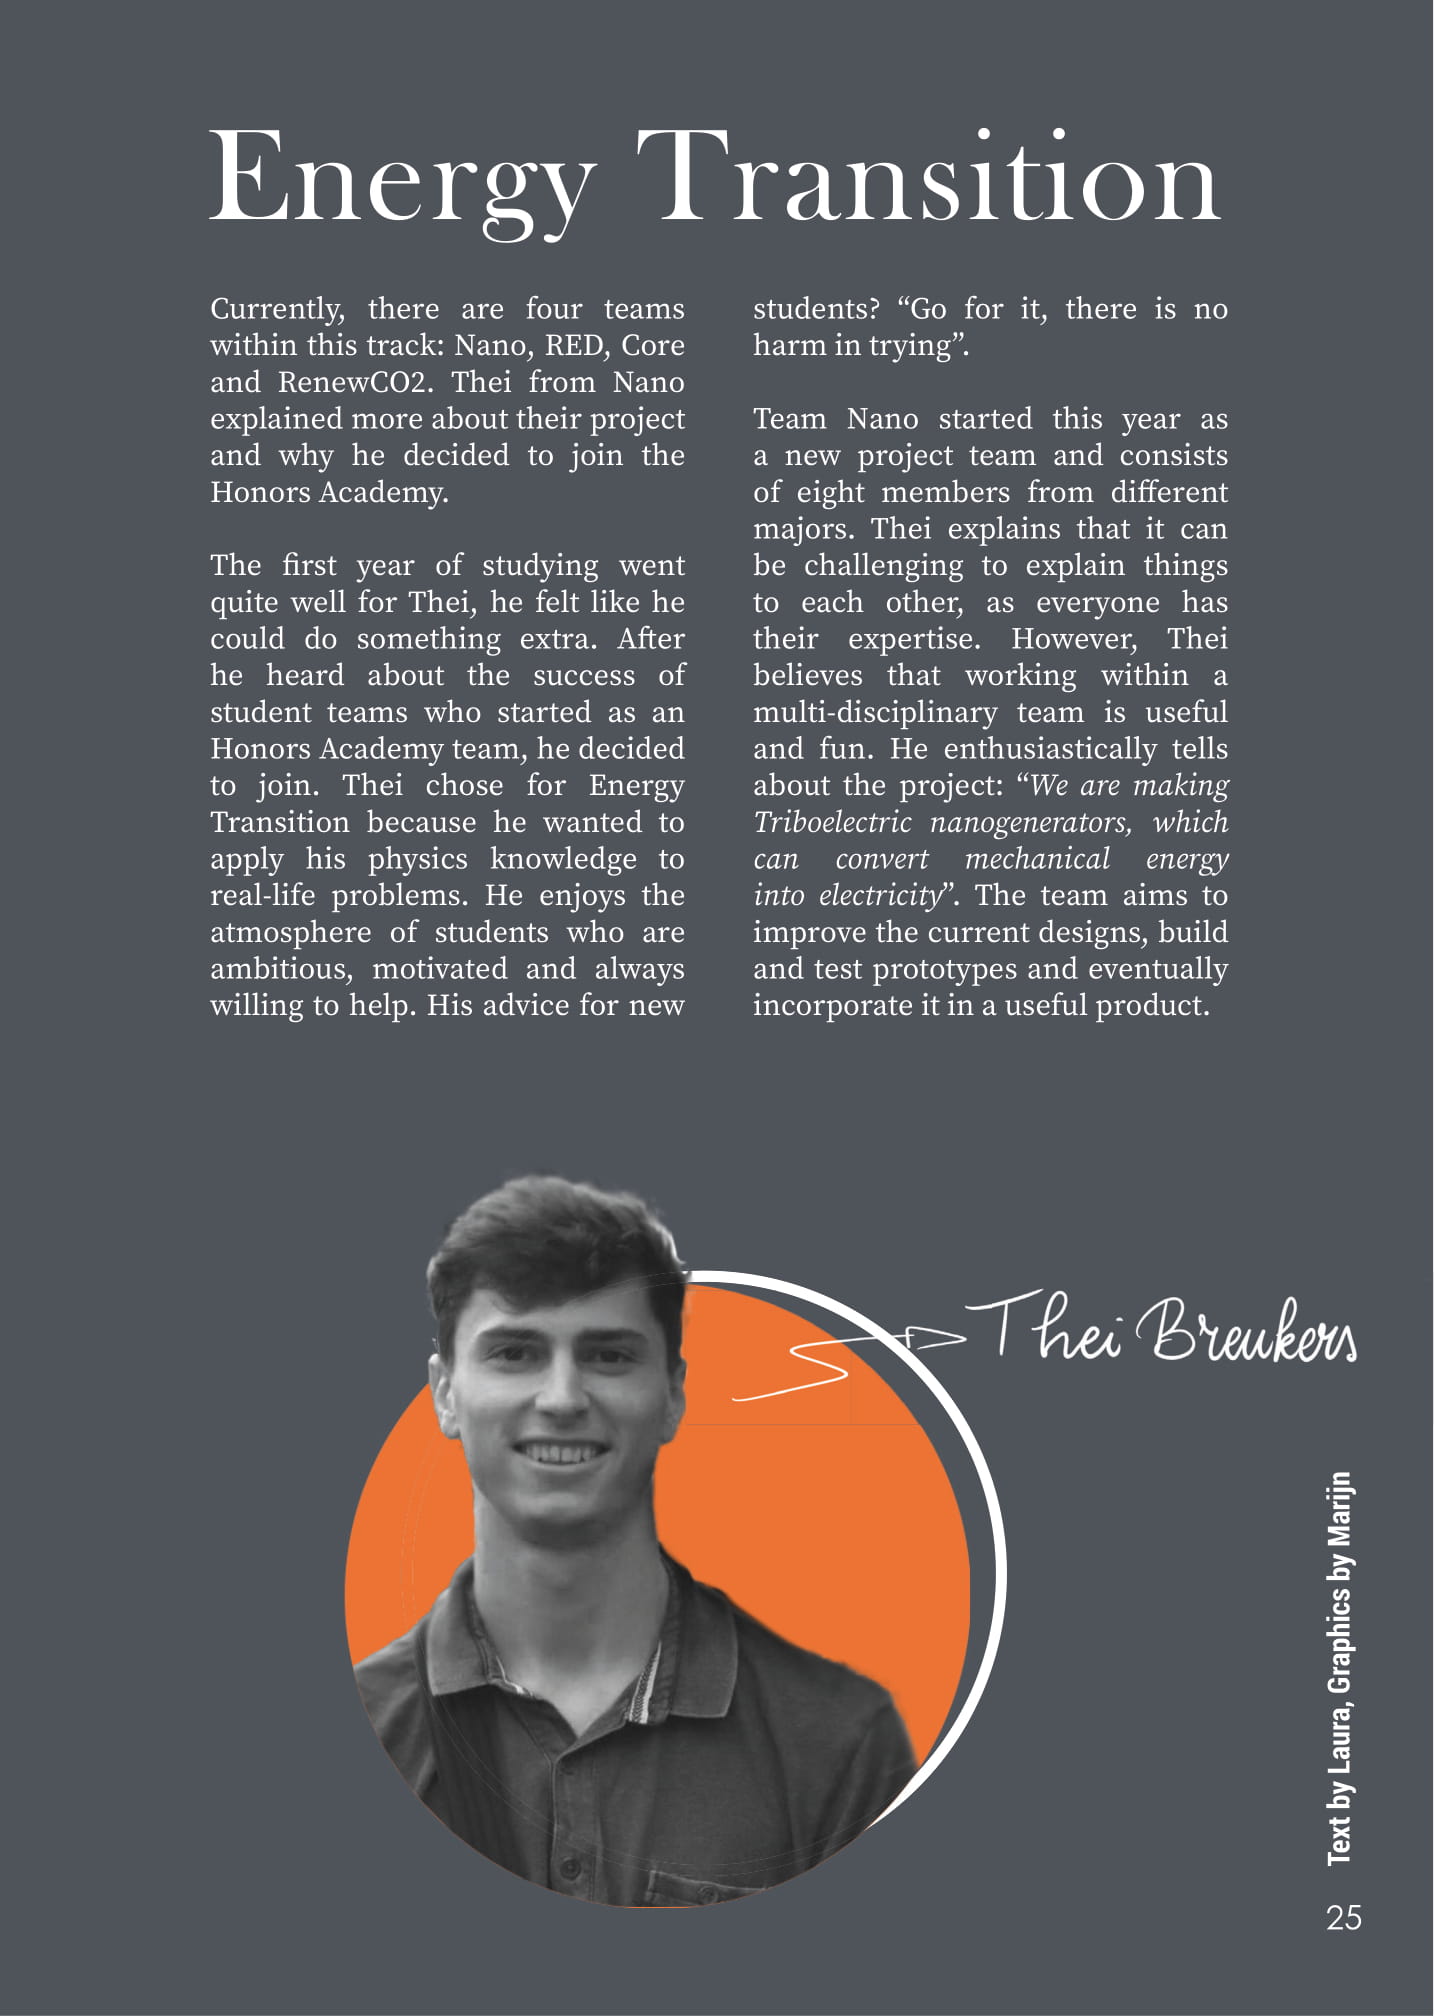 Energy Transition
Currently, there are four teams
within this track: Nano, RED, Core
and RenewCO2. Thei from Nano
explained more about their project
and why he decided to join the
Honors Academy.
The first year of studying went
quite well for Thei, he felt like he
could do something extra. After
he heard about the success of
student teams who started as an
Honors Academy team, he decided
to join. Thei chose for Energy
Transition because he wanted to
apply his physics knowledge to
real-life problems. He enjoys the
atmosphere of students who are
ambitious, motivated and always
willing to help. His advice for new
students? “Go for it, there is no
harm in trying”.
Team Nano started this year as
a new project team and consists
of eight members from different
majors. Thei explains that it can
be challenging to explain things
to each other, as everyone has
their expertise. However, Thei
believes that working within a
multi-disciplinary team is useful
and fun. He enthusiastically tells
about the project: “We are making
Triboelectric nanogenerators, which
can convert mechanical energy
into electricity”. The team aims to
improve the current designs, build
and test prototypes and eventually
incorporate it in a useful product.
Thei Breukers
Text by Laura, Graphics by Marijn
25